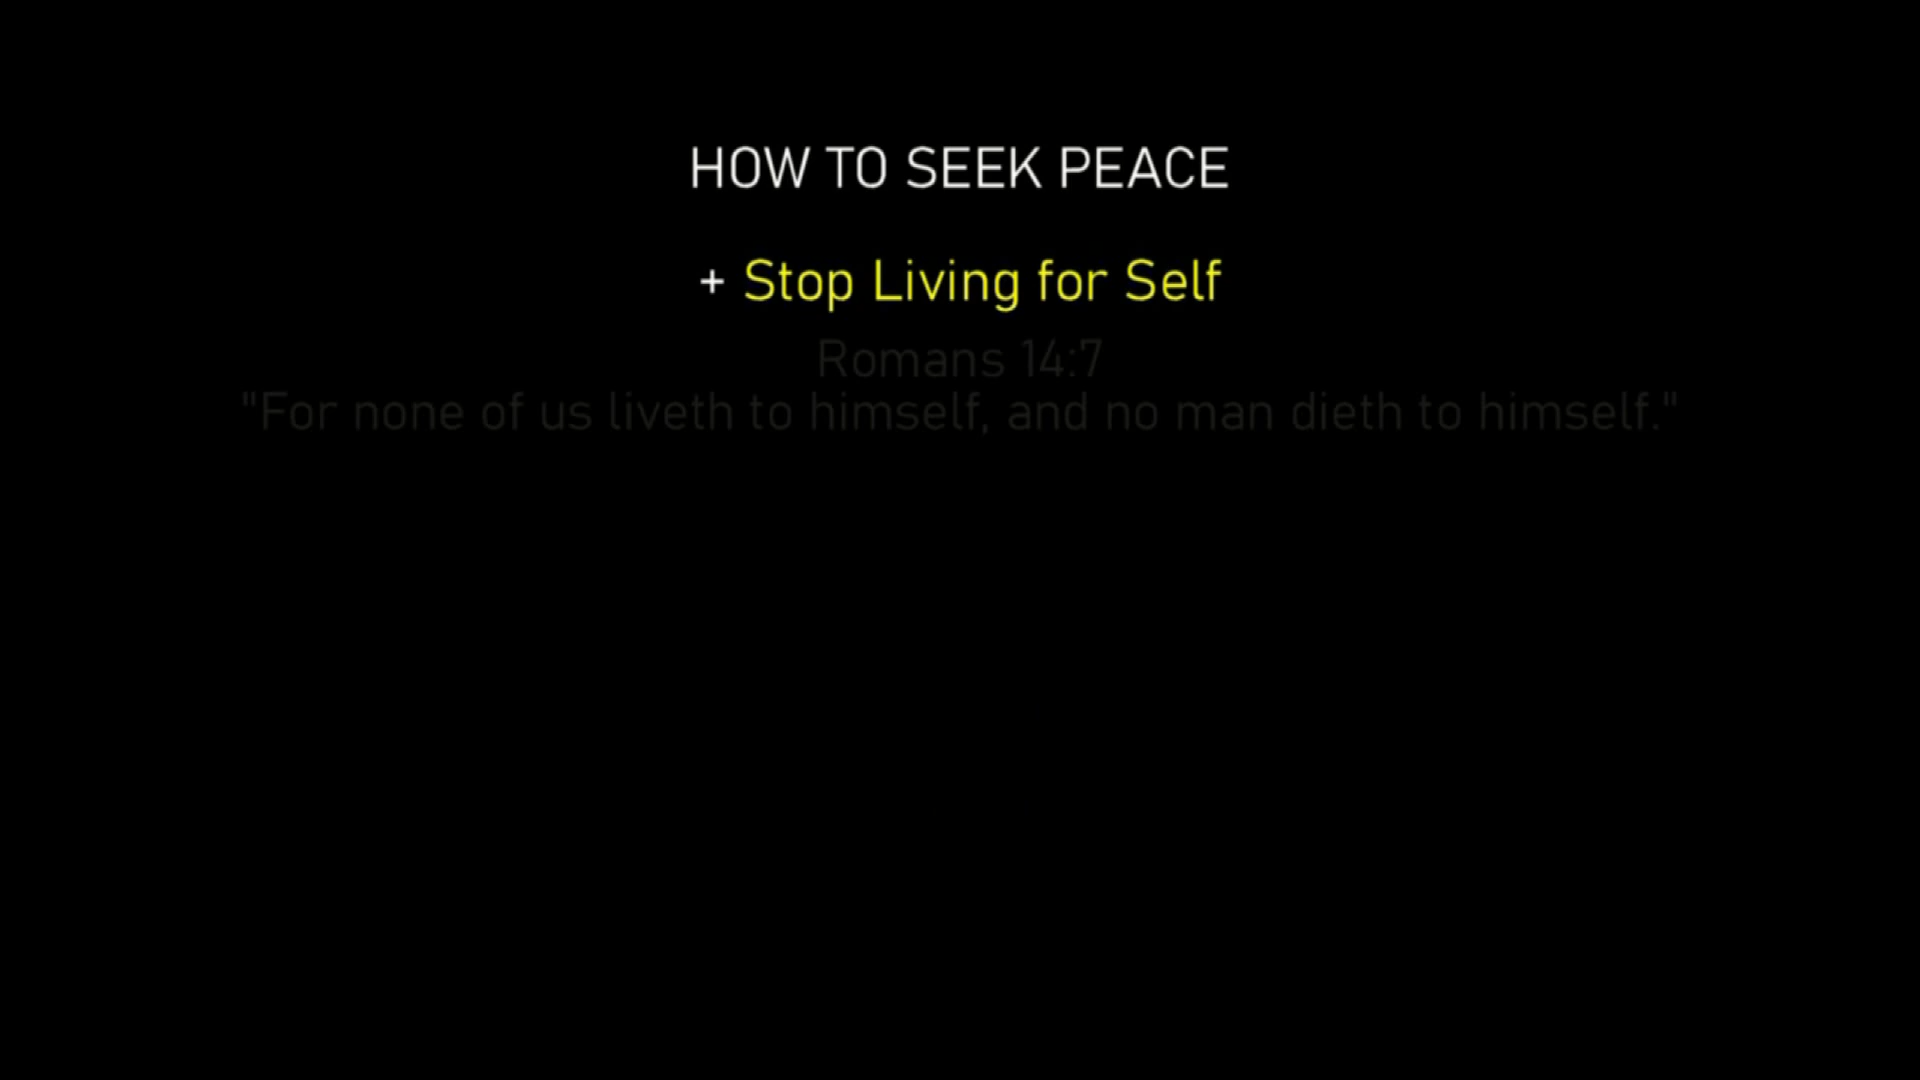 HOW TO SEEK PEACE
+ Stop Living for Self
Romans 14:7
"For none of us liveth to himself, and no man dieth to himself."